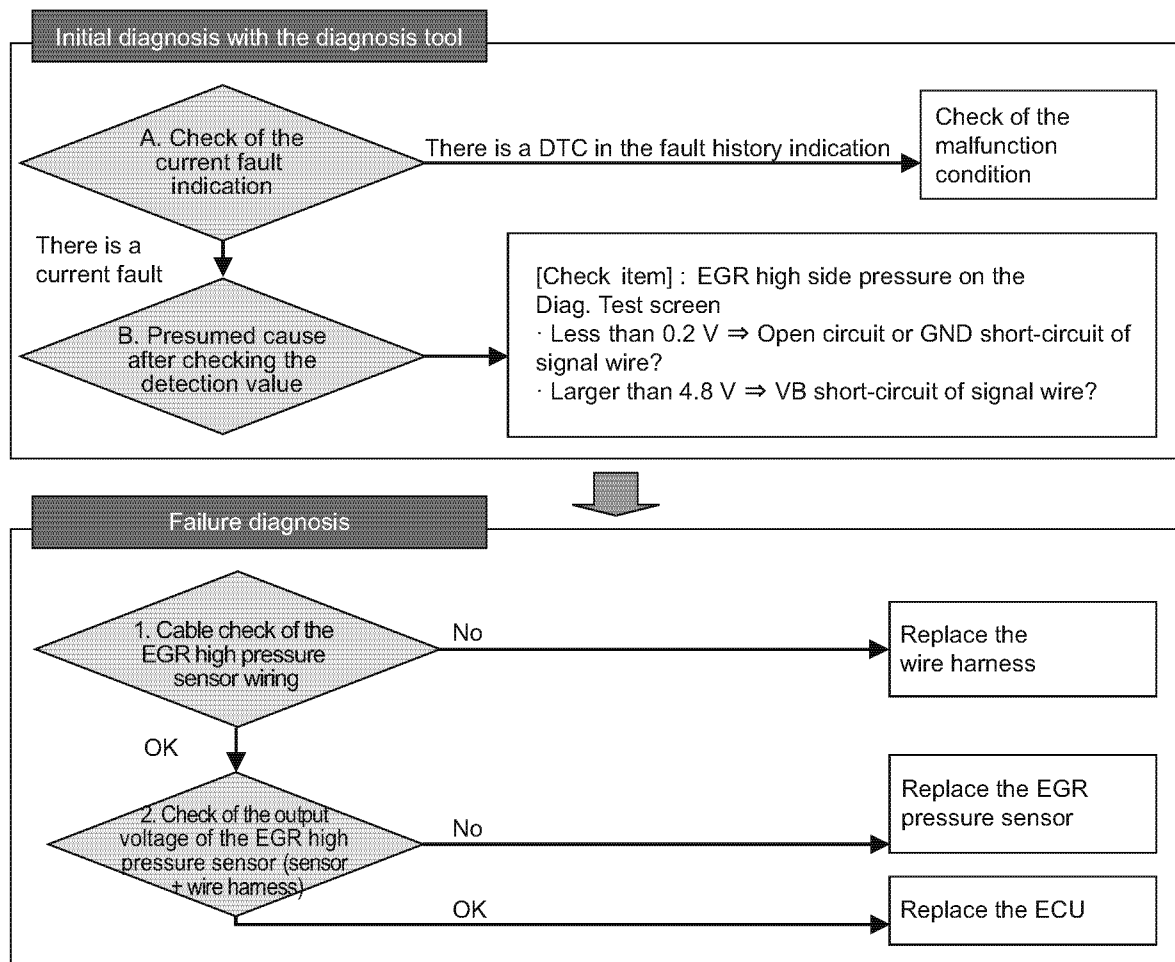 Initial diagnosis with the diagnosis tool
A. Check of the
current fault
indication
There is a DTC in the fault history indication
Check of the
malfunction
condition
There is a
current fault
B. Presumed cause
after checking the
detection value
[Check item] : EGR high side pressure on the
Diag. Test screen
· Less than 0.2 V ⇒ Open circuit or GND short-circuit of
signal wire?
· Larger than 4.8 V ⇒ VB short-circuit of signal wire?
Failure diagnosis
1. Cable check of the
EGR high pressure
sensor wiring
No
Replace the
wire harness
OK
2. Check of the output
voltage of the EGR high
pressure sensor (sensor
+ wire harness)
No
Replace the EGR
pressure sensor
OK
Replace the ECU